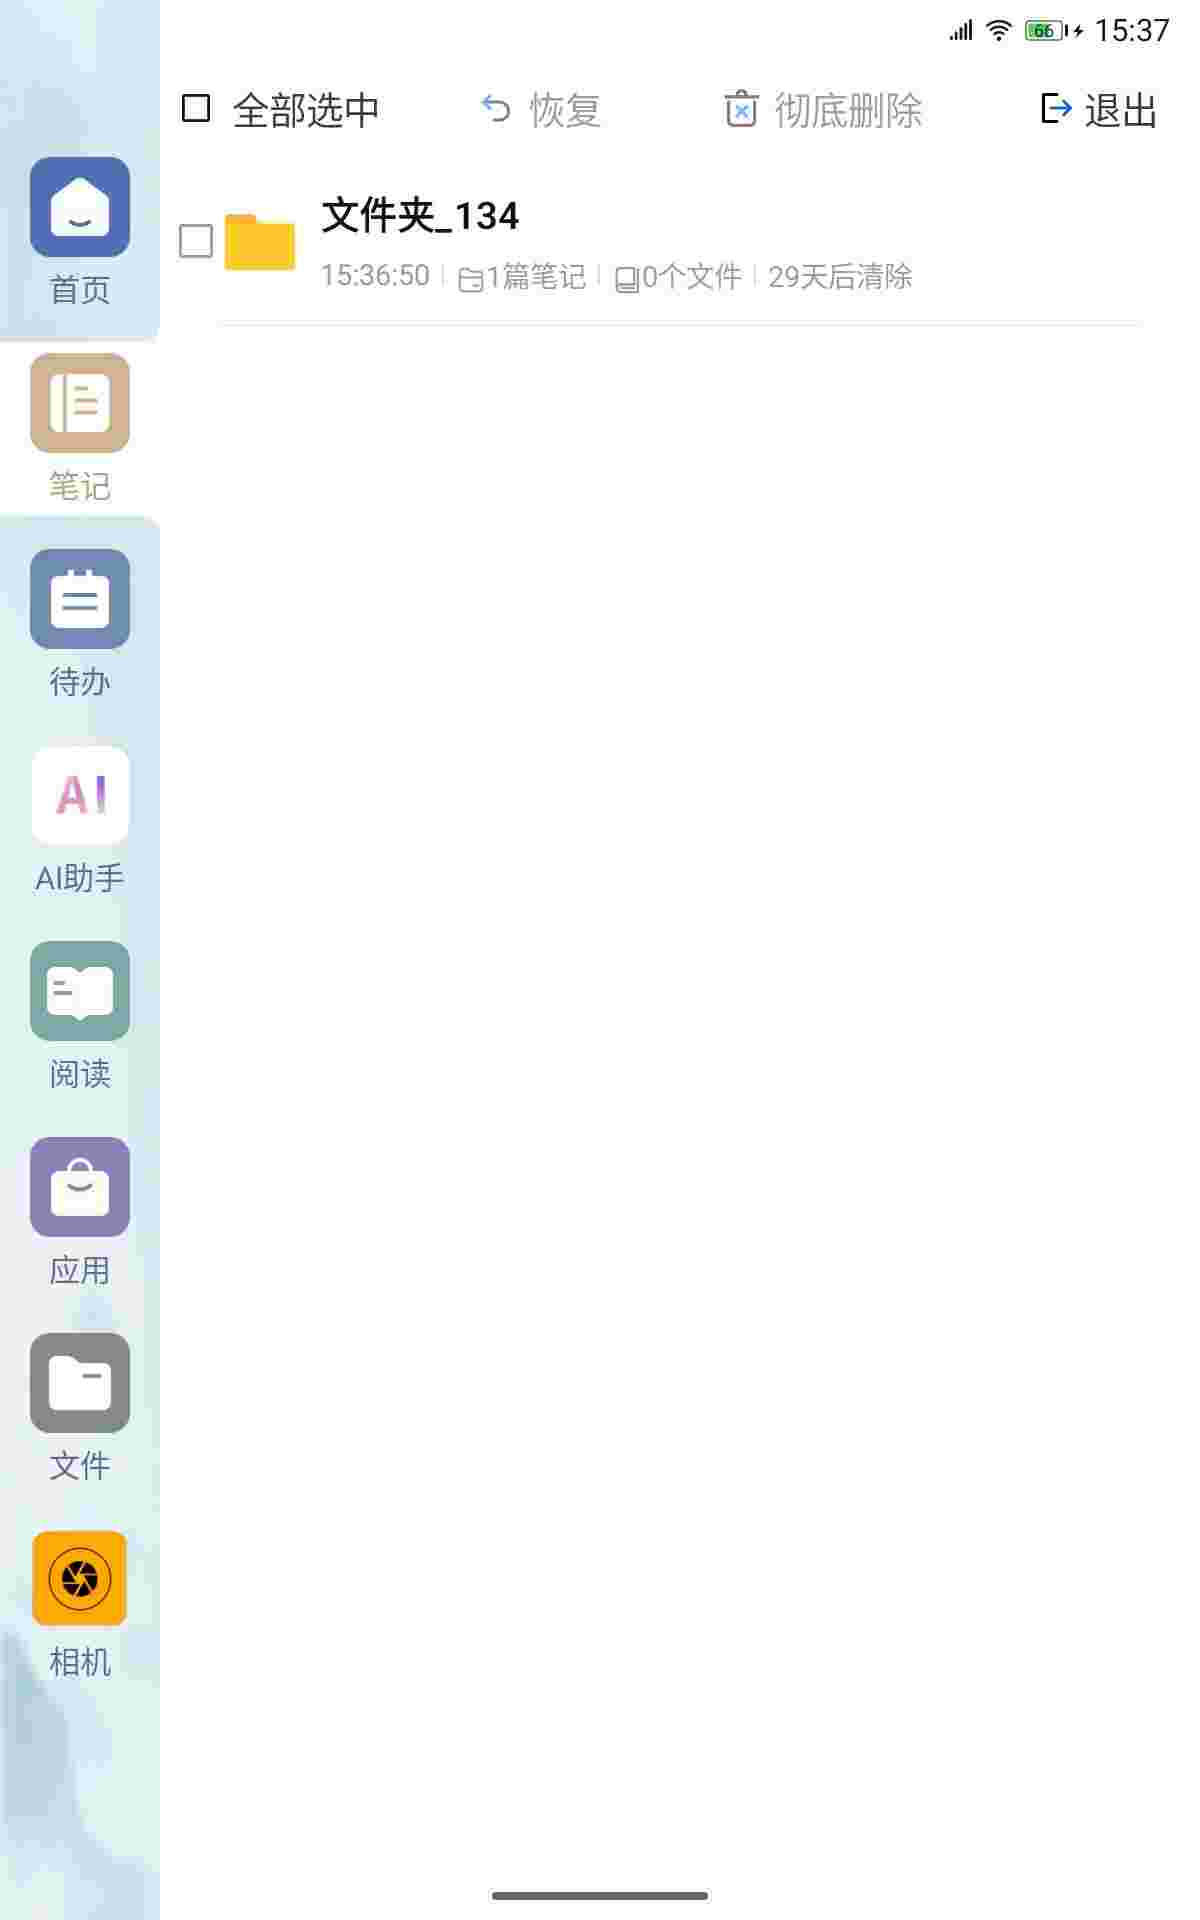 66 15:37
全部选中 恢复 彻底删除 退出
文件夹_134
15:36:50 1篇笔记 0个文件 29天后清除
首页
笔记
待办
AI
AI助手
阅读
应用
文件
相机